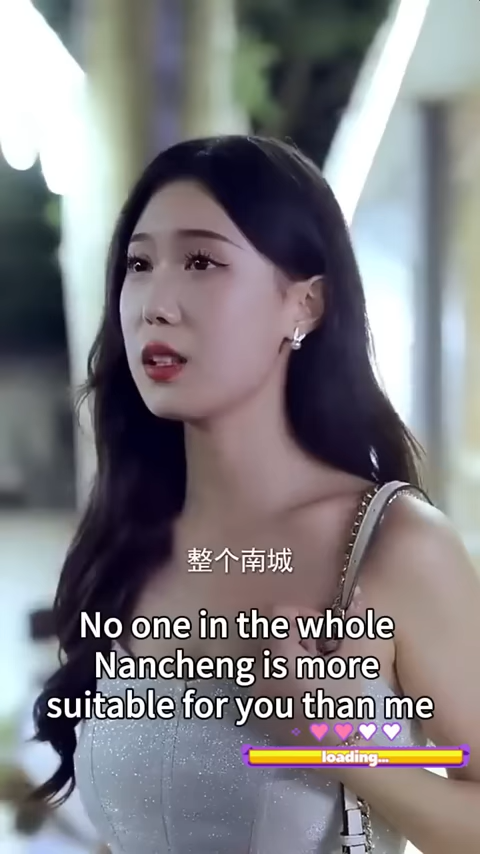 整个南城
No one in the whole
Nancheng is more
suitable for you than me
loading...